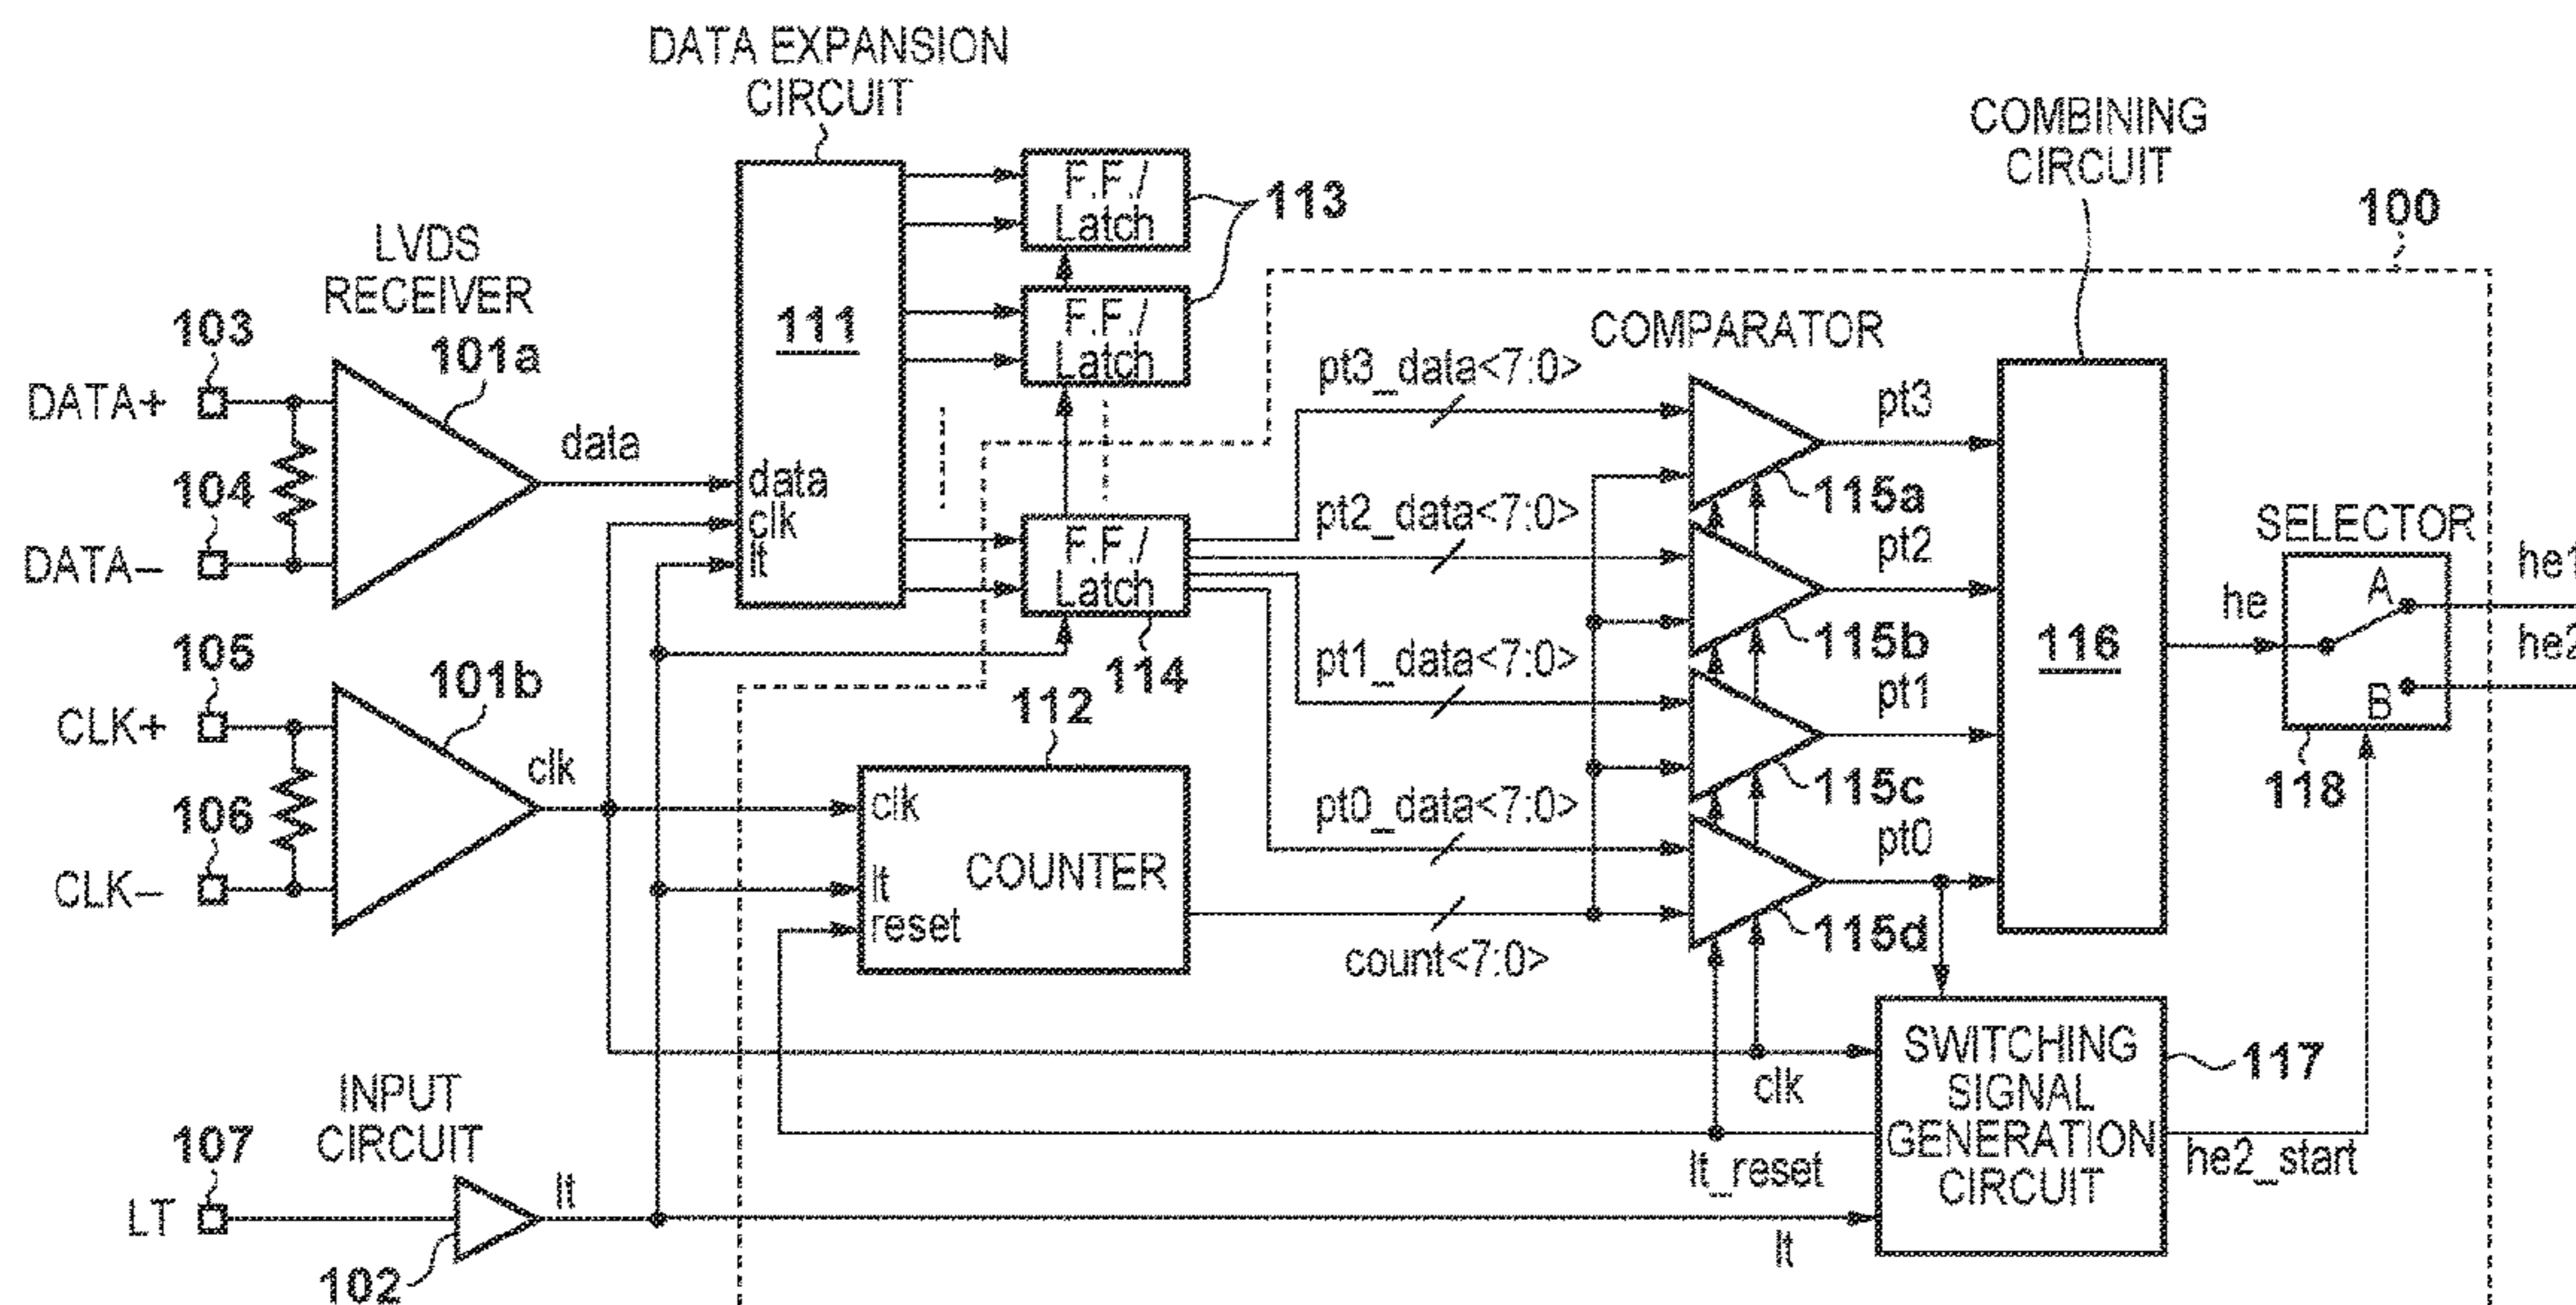 DATA EXPANSION
CIRCUIT
COMBINING
CIRCUIT
F.F./
Latch
113
100
LVDS
RECEIVER
111
F.F./
Latch
COMPARATOR
103
101a
DATA+
data
pt3_data<7:0>
pt3
104
data
clk
lt
115a
DATA–
F.F./
Latch
pt2_data<7:0>
pt2
SELECTOR
he
A
he1
he2
105
101b
114
pt1_data<7:0>
115b
116
pt1
B
CLK+
112
118
clk
clk
pt0_data<7:0>
115c
pt0
106
COUNTER
CLK–
lt
reset
count<7:0>
115d
SWITCHING
SIGNAL
GENERATION
CIRCUIT
117
clk
INPUT
CIRCUIT
107
LT
lt
lt_reset
he2_start
lt
102